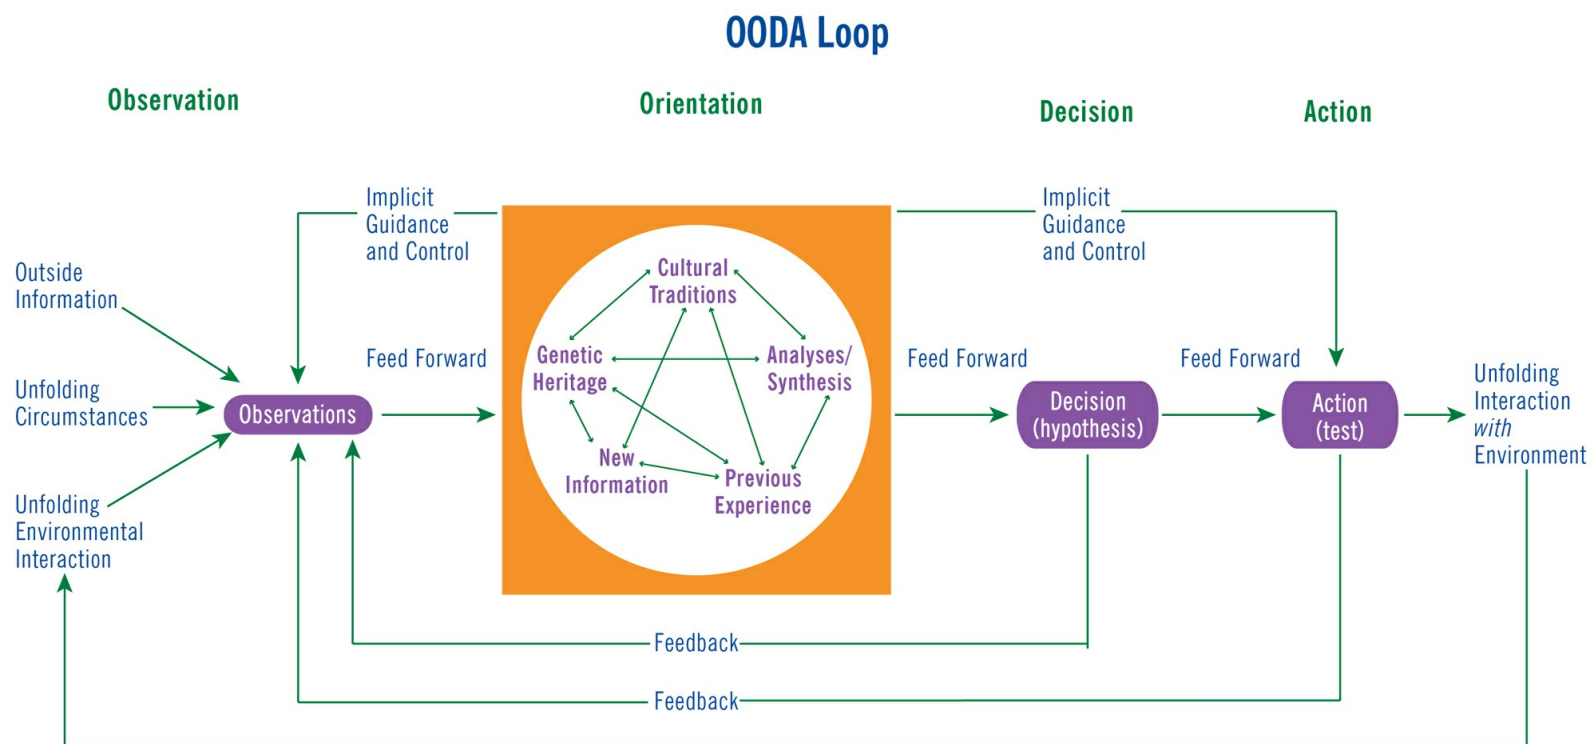 OODA Loop
Observation
Orientation
Decision
Action
Implicit
Guidance
and Control
Implicit
Guidance
and Control
Outside
Information
Unfolding
Circumstances
Unfolding
Environmental
Interaction
Observations
Feed Forward
Cultural
Traditions
Genetic
Heritage
Analyses/
Synthesis
New
Information
Previous
Experience
Feed Forward
Decision
(hypothesis)
Feed Forward
Action
(test)
Unfolding
Interaction
with
Environment
Feedback
Feedback